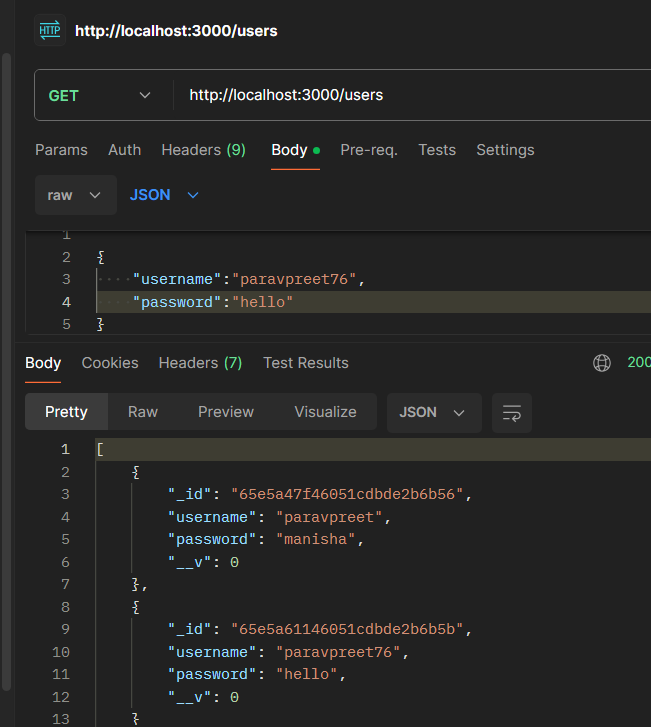 HTTP http://localhost:3000/users
GET http://localhost:3000/users
Params Auth Headers (9) Body Pre-req. Tests Settings
raw JSON
1
2 {
3 "username":"paravpreet76",
4 "password":"hello"
5 }
Body Cookies Headers (7) Test Results 200
Pretty Raw Preview Visualize JSON
1 [
2 {
3 "_id": "65e5a47f46051cdbde2b6b56",
4 "username": "paravpreet",
5 "password": "manisha",
6 "__v": 0
7 },
8 {
9 "_id": "65e5a61146051cdbde2b6b5b",
10 "username": "paravpreet76",
11 "password": "hello",
12 "__v": 0
13 }